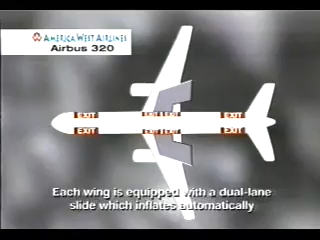 AMERICA WEST AIRLINES
Airbus 320
EXIT EXIT EXIT EXIT
EXIT EXIT EXIT EXIT
Each wing is equipped with a dual-lane
slide which inflates automatically